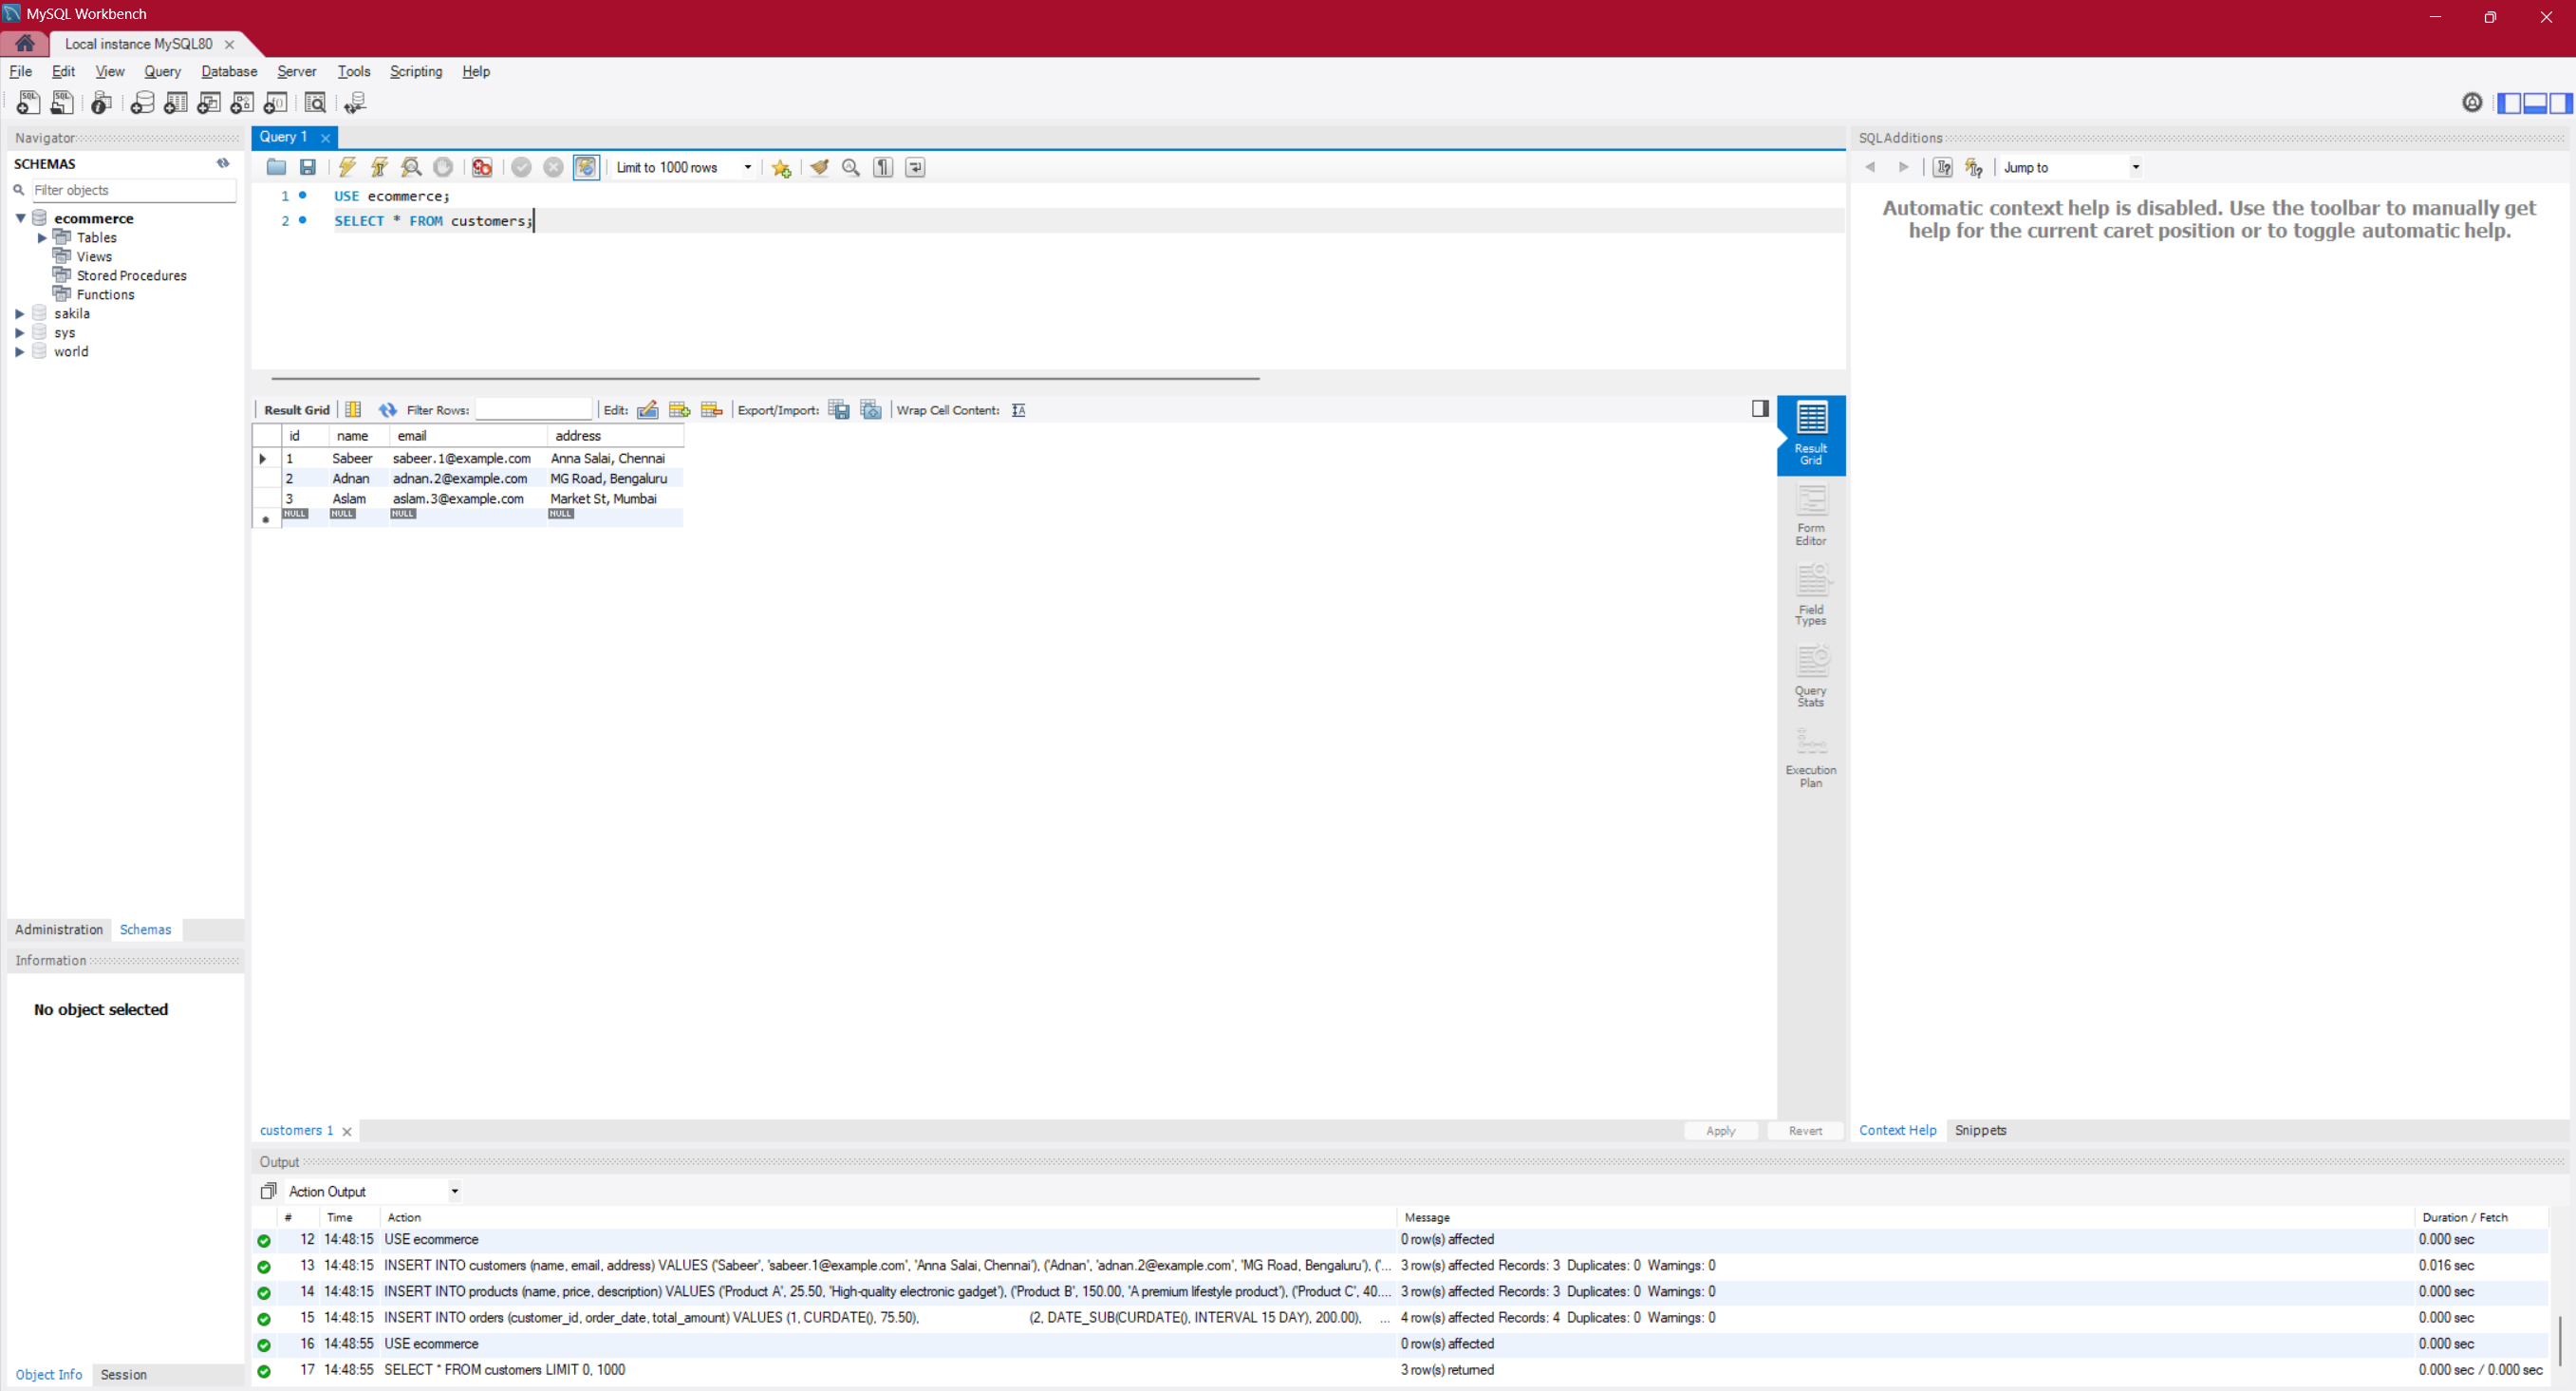 MySQL Workbench
Local instance MySQL80
File Edit View Query Database Server Tools Scripting Help
Navigator
SCHEMAS
Filter objects
ecommerce
Tables
Views
Stored Procedures
Functions
sakila
sys
world
Administration Schemas
Information
No object selected
Object Info Session
Query 1
Limit to 1000 rows
1 USE ecommerce;
2 SELECT * FROM customers;
Result Grid Filter Rows: Edit: Export/Import: Wrap Cell Content:
id name email address
1 Sabeer sabeer.1@example.com Anna Salai, Chennai
2 Adnan adnan.2@example.com MG Road, Bengaluru
3 Aslam aslam.3@example.com Market St, Mumbai
NULL NULL NULL NULL
Result
Grid
Form
Editor
Field
Types
Query
Stats
Execution
Plan
customers 1
Apply Revert
SQLAdditions
Jump to
Automatic context help is disabled. Use the toolbar to manually get
help for the current caret position or to toggle automatic help.
Context Help Snippets
Output
Action Output
# Time Action Message Duration / Fetch
12 14:48:15 USE ecommerce 0 row(s) affected 0.000 sec
13 14:48:15 INSERT INTO customers (name, email, address) VALUES ('Sabeer', 'sabeer.1@example.com', 'Anna Salai, Chennai'), ('Adnan', 'adnan.2@example.com', 'MG Road, Bengaluru'), ('... 3 row(s) affected Records: 3 Duplicates: 0 Warnings: 0 0.016 sec
14 14:48:15 INSERT INTO products (name, price, description) VALUES ('Product A', 25.50, 'High-quality electronic gadget'), ('Product B', 150.00, 'A premium lifestyle product'), ('Product C', 40.... 3 row(s) affected Records: 3 Duplicates: 0 Warnings: 0 0.000 sec
15 14:48:15 INSERT INTO orders (customer_id, order_date, total_amount) VALUES (1, CURDATE(), 75.50), (2, DATE_SUB(CURDATE(), INTERVAL 15 DAY), 200.00), ... 4 row(s) affected Records: 4 Duplicates: 0 Warnings: 0 0.000 sec
16 14:48:55 USE ecommerce 0 row(s) affected 0.000 sec
17 14:48:55 SELECT * FROM customers LIMIT 0, 1000 3 row(s) returned 0.000 sec / 0.000 sec